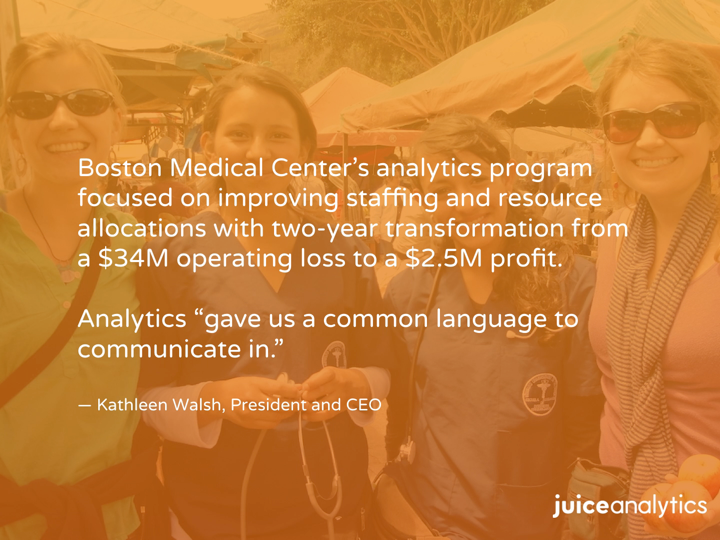 Boston Medical Center’s analytics program
focused on improving staffing and resource
allocations with two-year transformation from
a $34M operating loss to a $2.5M profit.
Analytics “gave us a common language to
communicate in.”
— Kathleen Walsh, President and CEO
juiceanalytics